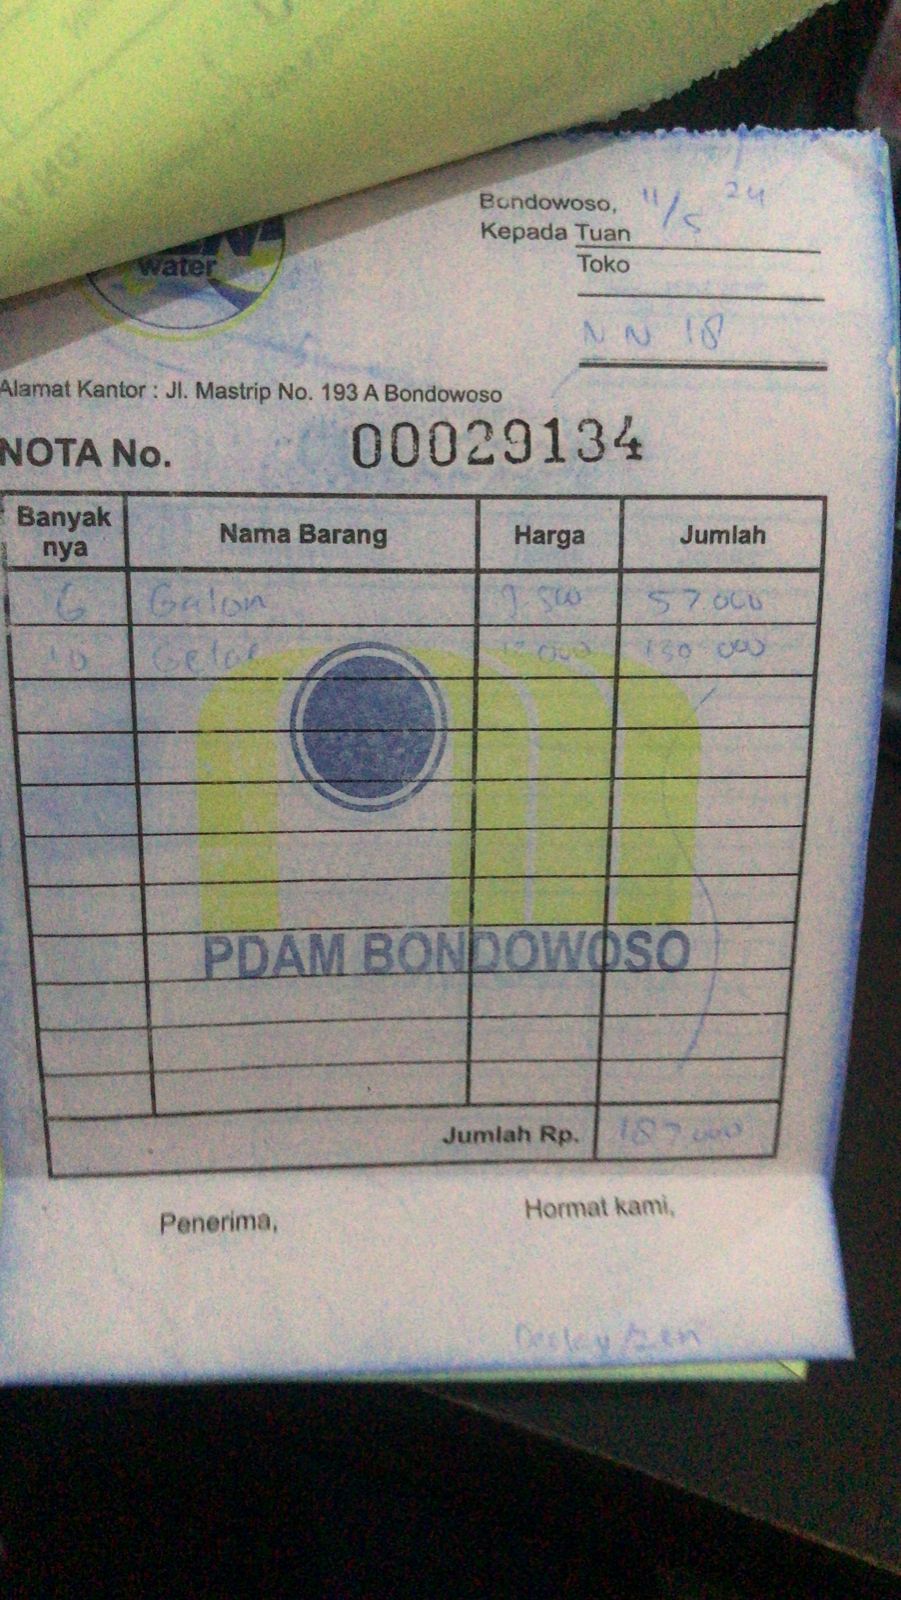 water
Bondowoso, 11/5 24
Kepada Tuan
Toko
NN 18
Alamat Kantor : Jl. Mastrip No. 193 A Bondowoso
NOTA No. 00029134
Banyak nya Nama Barang Harga Jumlah
6 Galon 9 500 57 000
10 Gelas 13 000 130 000
PDAM BONDOWOSO
Jumlah Rp. 187 000
Penerima, Hormat kami,